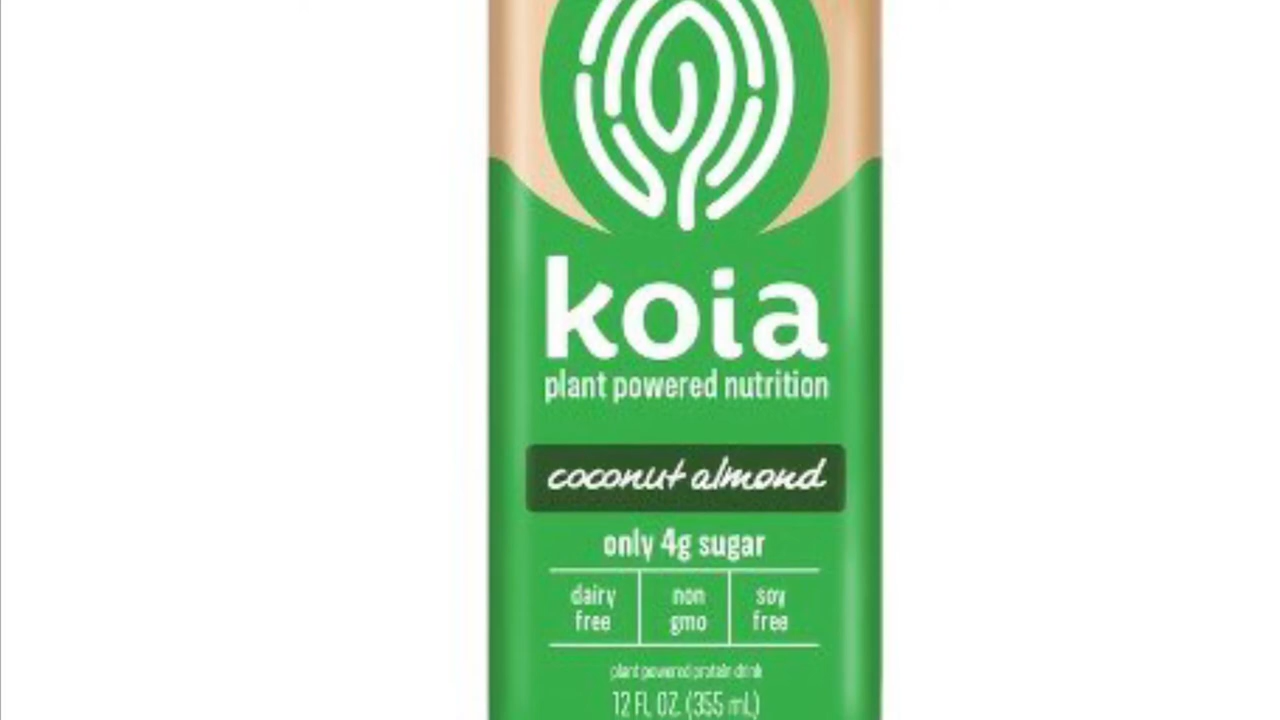 koia
plant powered nutrition
coconut almond
only 4g sugar
dairy
free
non
gmo
soy
free
plant powered protein drink
12 FL OZ. (355 mL)